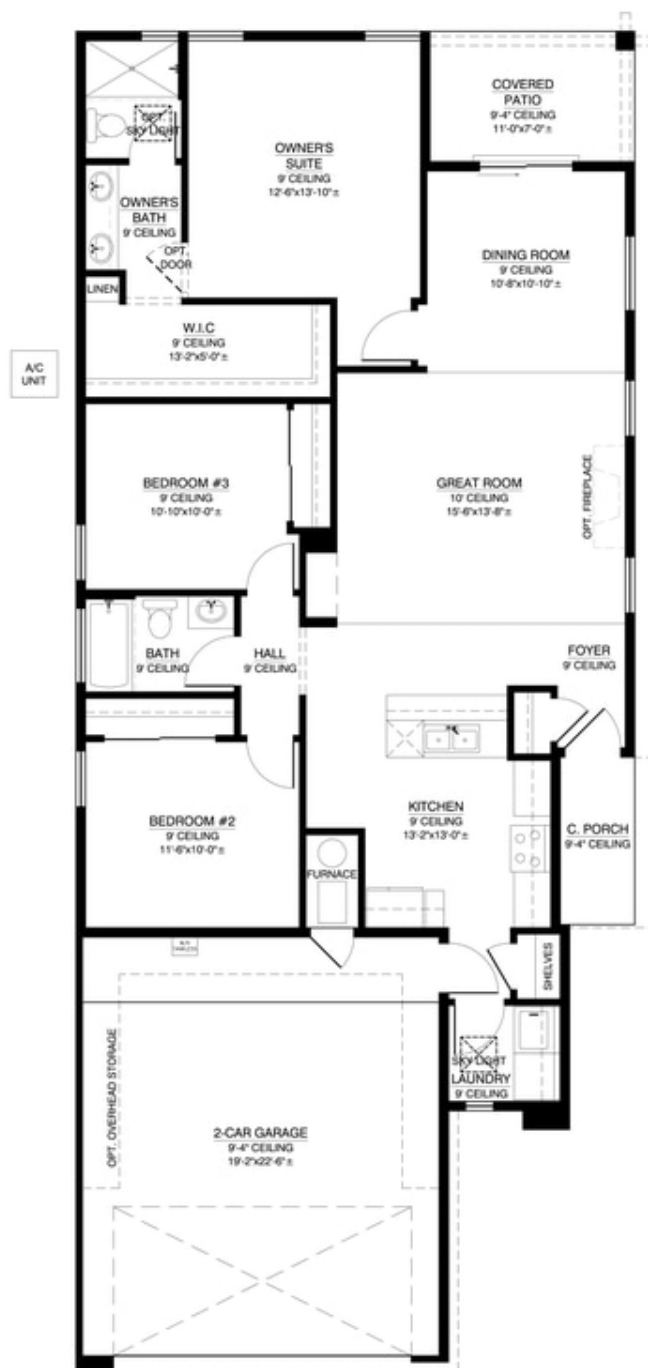 COVERED
PATIO
9'-4" CEILING
11'-0"x7'-0"±
OPT.
SKY LIGHT
OWNER'S
SUITE
9' CEILING
12'-6"x13'-10"±
OWNER'S
BATH
9' CEILING
OPT.
DOOR
DINING ROOM
9' CEILING
10'-8"x10'-10"±
LINEN
W.I.C
9' CEILING
13'-2"x5'-0"±
A/C
UNIT
BEDROOM #3
9' CEILING
10'-10"x10'-0"±
GREAT ROOM
10' CEILING
15'-6"x13'-8"±
OPT. FIREPLACE
BATH
9' CEILING
HALL
9' CEILING
FOYER
9' CEILING
BEDROOM #2
9' CEILING
11'-6"x10'-0"±
KITCHEN
9' CEILING
13'-2"x13'-0"±
C. PORCH
9'-4" CEILING
FURNACE
SHELVES
SKY LIGHT
LAUNDRY
9' CEILING
OPT. OVERHEAD STORAGE
2-CAR GARAGE
9'-4" CEILING
19'-2"x22'-6"±